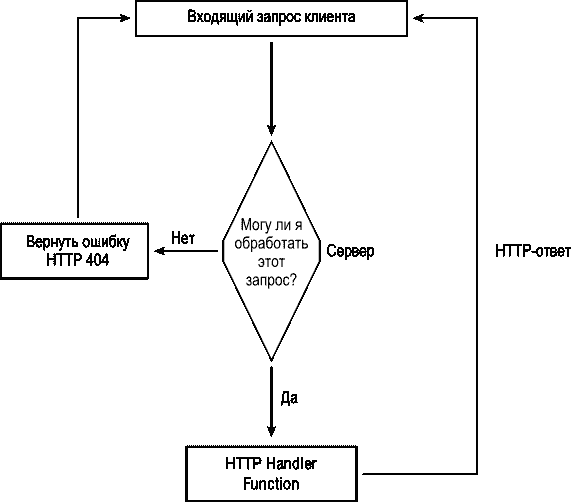 Входящий запрос клиента
Могу ли я
обработать
этот
запрос?
Нет
Вернуть ошибку
HTTP 404
Сервер
HTTP-ответ
Да
HTTP Handler
Function